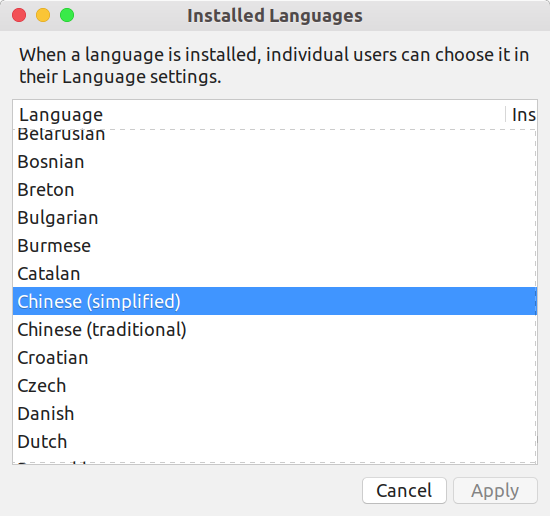 Installed Languages
When a language is installed, individual users can choose it in
their Language settings.
Language Ins
Belarusian
Bosnian
Breton
Bulgarian
Burmese
Catalan
Chinese (simplified)
Chinese (traditional)
Croatian
Czech
Danish
Dutch
Cancel Apply